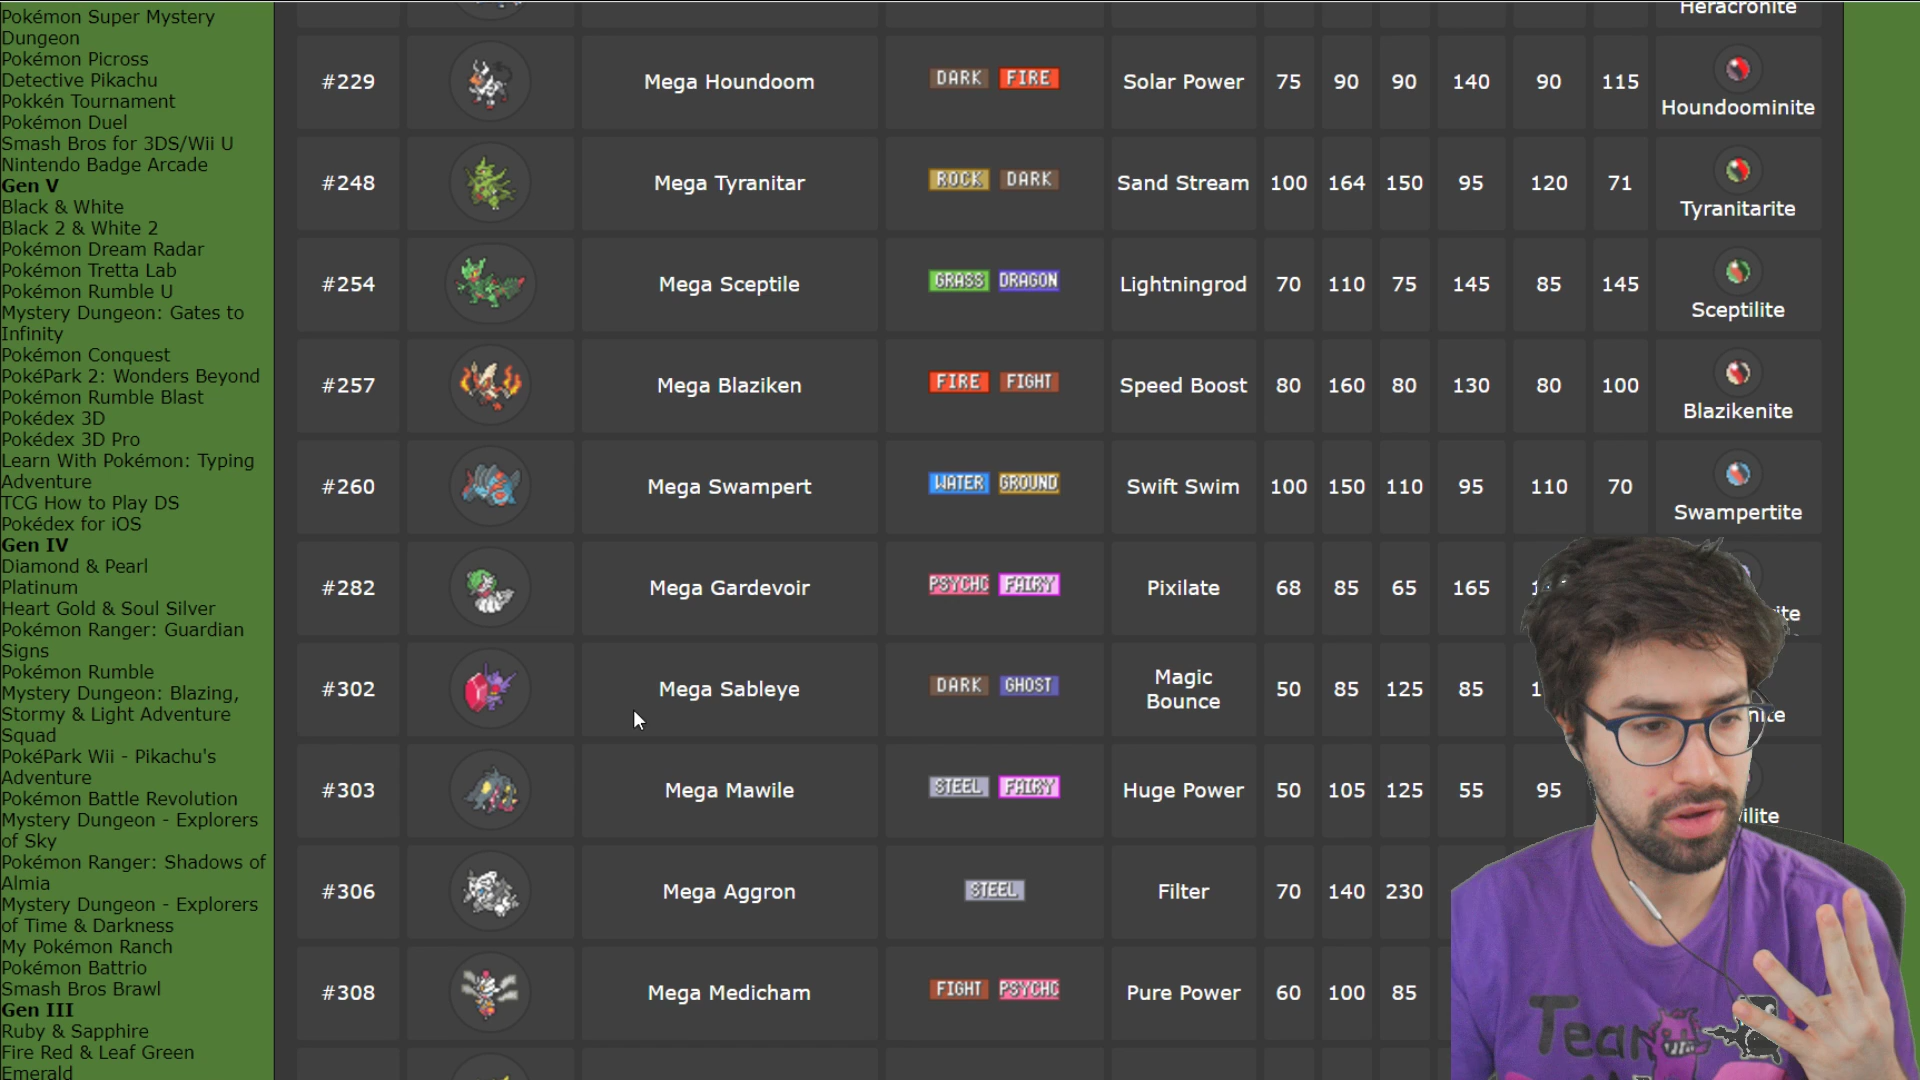 Pokémon Super Mystery
Dungeon
Pokémon Picross
Detective Pikachu
Pokkén Tournament
Pokémon Duel
Smash Bros for 3DS/Wii U
Nintendo Badge Arcade
Gen V
Black & White
Black 2 & White 2
Pokémon Dream Radar
Pokémon Tretta Lab
Pokémon Rumble U
Mystery Dungeon: Gates to
Infinity
Pokémon Conquest
PokéPark 2: Wonders Beyond
Pokémon Rumble Blast
Pokédex 3D
Pokédex 3D Pro
Learn With Pokémon: Typing
Adventure
TCG How to Play DS
Pokédex for iOS
Gen IV
Diamond & Pearl
Platinum
Heart Gold & Soul Silver
Pokémon Ranger: Guardian
Signs
Pokémon Rumble
Mystery Dungeon: Blazing,
Stormy & Light Adventure
Squad
PokéPark Wii - Pikachu's
Adventure
Pokémon Battle Revolution
Mystery Dungeon - Explorers
of Sky
Pokémon Ranger: Shadows of
Almia
Mystery Dungeon - Explorers
of Time & Darkness
My Pokémon Ranch
Pokémon Battrio
Smash Bros Brawl
Gen III
Ruby & Sapphire
Fire Red & Leaf Green
Emerald
Heracronite
#229 Mega Houndoom DARK FIRE Solar Power 75 90 90 140 90 115 Houndoominite
#248 Mega Tyranitar ROCK DARK Sand Stream 100 164 150 95 120 71 Tyranitarite
#254 Mega Sceptile GRASS DRAGON Lightningrod 70 110 75 145 85 145 Sceptilite
#257 Mega Blaziken FIRE FIGHT Speed Boost 80 160 80 130 80 100 Blazikenite
#260 Mega Swampert WATER GROUND Swift Swim 100 150 110 95 110 70 Swampertite
#282 Mega Gardevoir PSYCHC FAIRY Pixilate 68 85 65 165
#302 Mega Sableye DARK GHOST Magic Bounce 50 85 125 85
#303 Mega Mawile STEEL FAIRY Huge Power 50 105 125 55 95
#306 Mega Aggron STEEL Filter 70 140 230
#308 Mega Medicham FIGHT PSYCHC Pure Power 60 100 85
Team